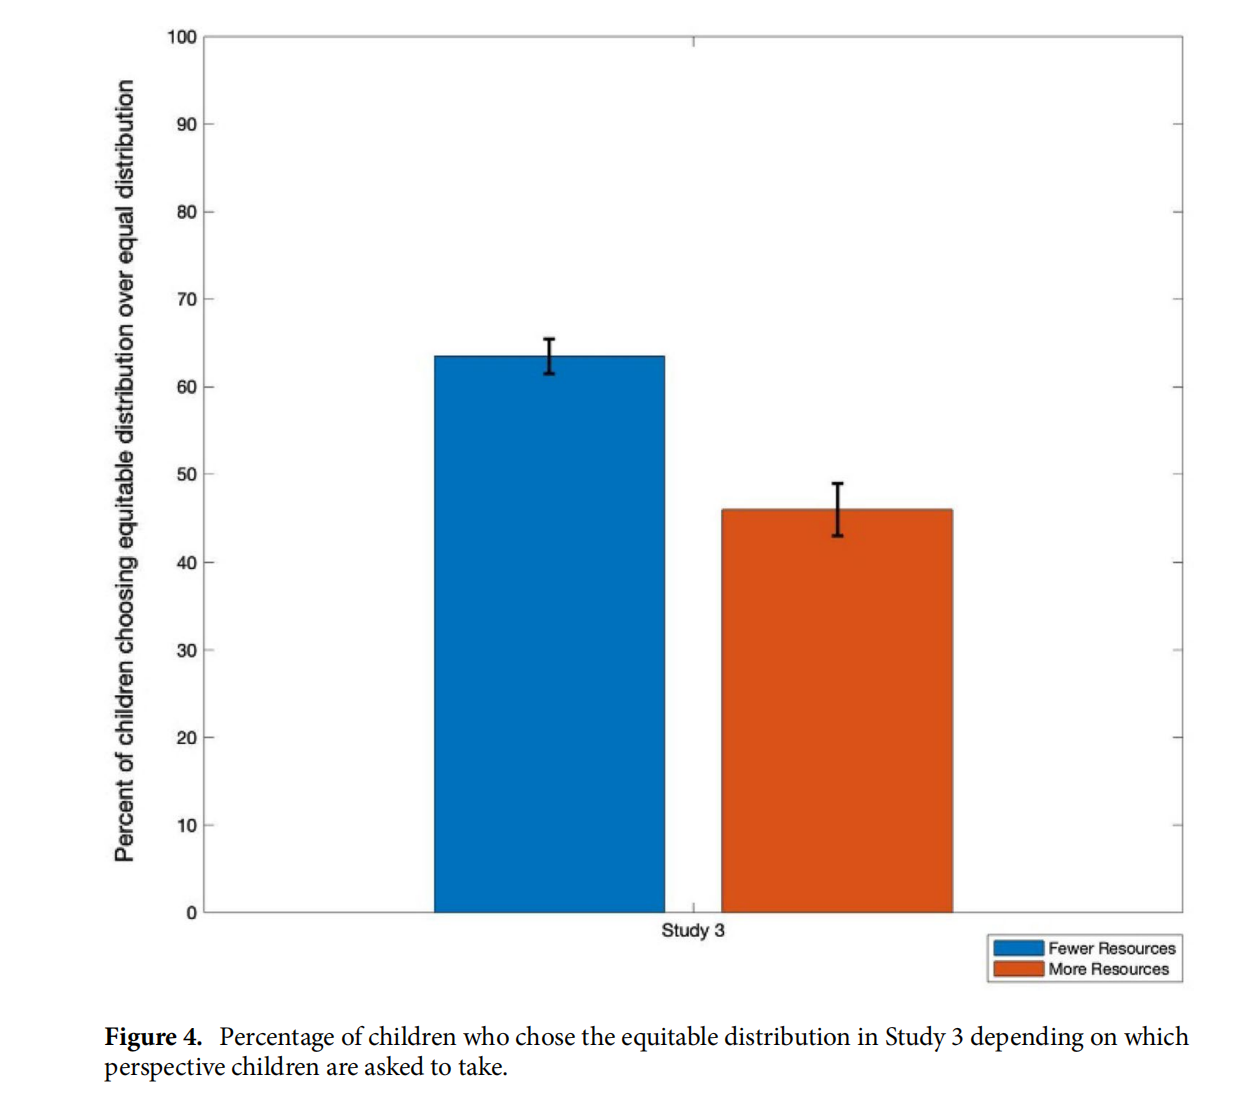 100
90
80
70
60
50
40
30
20
10
0
Percent of children choosing equitable distribution over equal distribution
Study 3
Fewer Resources
More Resources
Figure 4. Percentage of children who chose the equitable distribution in Study 3 depending on which
perspective children are asked to take.